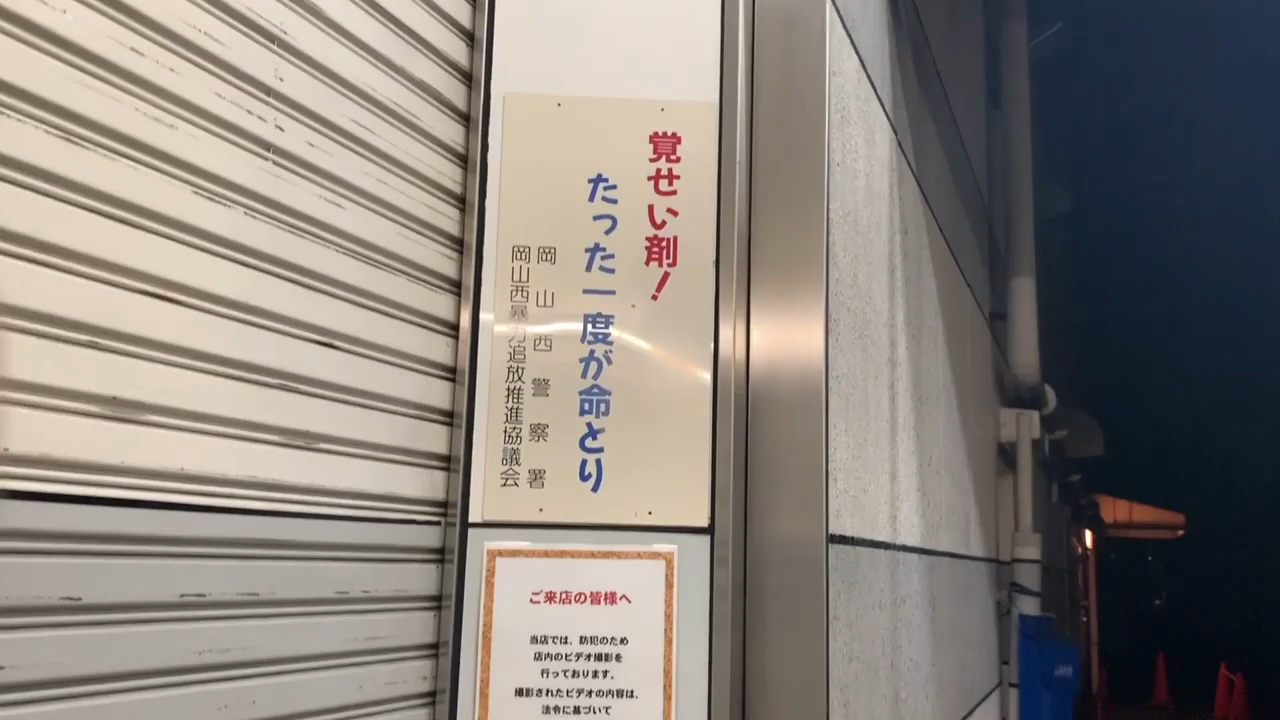 覚せい剤!
たった一度が命とり
岡山西警察署
岡山西暴力追放推進協議会
ご来店の皆様へ
当店では、防犯のため
店内のビデオ撮影を
行っております。
撮影されたビデオの内容は、
法令に基づいて